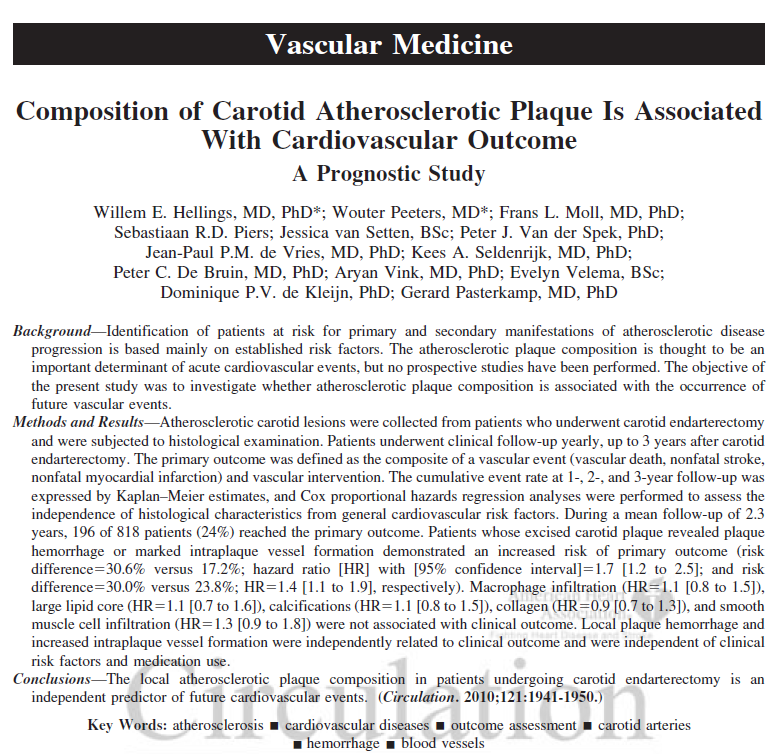 Vascular Medicine
Composition of Carotid Atherosclerotic Plaque Is Associated
With Cardiovascular Outcome
A Prognostic Study
Willem E. Hellings, MD, PhD*; Wouter Peeters, MD*; Frans L. Moll, MD, PhD;
Sebastiaan R.D. Piers; Jessica van Setten, BSc; Peter J. Van der Spek, PhD;
Jean-Paul P.M. de Vries, MD, PhD; Kees A. Seldenrijk, MD, PhD;
Peter C. De Bruin, MD, PhD; Aryan Vink, MD, PhD; Evelyn Velema, BSc;
Dominique P.V. de Kleijn, PhD; Gerard Pasterkamp, MD, PhD
Background—Identification of patients at risk for primary and secondary manifestations of atherosclerotic disease
progression is based mainly on established risk factors. The atherosclerotic plaque composition is thought to be an
important determinant of acute cardiovascular events, but no prospective studies have been performed. The objective of
the present study was to investigate whether atherosclerotic plaque composition is associated with the occurrence of
future vascular events.
Methods and Results—Atherosclerotic carotid lesions were collected from patients who underwent carotid endarterectomy
and were subjected to histological examination. Patients underwent clinical follow-up yearly, up to 3 years after carotid
endarterectomy. The primary outcome was defined as the composite of a vascular event (vascular death, nonfatal stroke,
nonfatal myocardial infarction) and vascular intervention. The cumulative event rate at 1-, 2-, and 3-year follow-up was
expressed by Kaplan–Meier estimates, and Cox proportional hazards regression analyses were performed to assess the
independence of histological characteristics from general cardiovascular risk factors. During a mean follow-up of 2.3
years, 196 of 818 patients (24%) reached the primary outcome. Patients whose excised carotid plaque revealed plaque
hemorrhage or marked intraplaque vessel formation demonstrated an increased risk of primary outcome (risk
difference=30.6% versus 17.2%; hazard ratio [HR] with [95% confidence interval]=1.7 [1.2 to 2.5]; and risk
difference=30.0% versus 23.8%; HR=1.4 [1.1 to 1.9], respectively). Macrophage infiltration (HR=1.1 [0.8 to 1.5]),
large lipid core (HR=1.1 [0.7 to 1.6]), calcifications (HR=1.1 [0.8 to 1.5]), collagen (HR=0.9 [0.7 to 1.3]), and smooth
muscle cell infiltration (HR=1.3 [0.9 to 1.8]) were not associated with clinical outcome. Local plaque hemorrhage and
increased intraplaque vessel formation were independently related to clinical outcome and were independent of clinical
risk factors and medication use.
Conclusions—The local atherosclerotic plaque composition in patients undergoing carotid endarterectomy is an
independent predictor of future cardiovascular events. (Circulation. 2010;121:1941-1950.)
Key Words: atherosclerosis ■ cardiovascular diseases ■ outcome assessment ■ carotid arteries
■ hemorrhage ■ blood vessels
American Heart
Association
Circulation